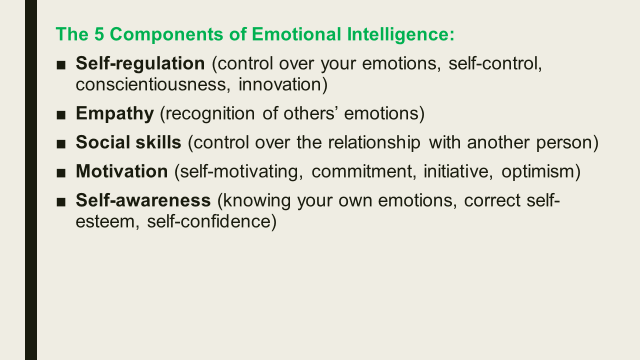 The 5 Components of Emotional Intelligence:
■ Self-regulation (control over your emotions, self-control,
conscientiousness, innovation)
■ Empathy (recognition of others’ emotions)
■ Social skills (control over the relationship with another person)
■ Motivation (self-motivating, commitment, initiative, optimism)
■ Self-awareness (knowing your own emotions, correct self-
esteem, self-confidence)